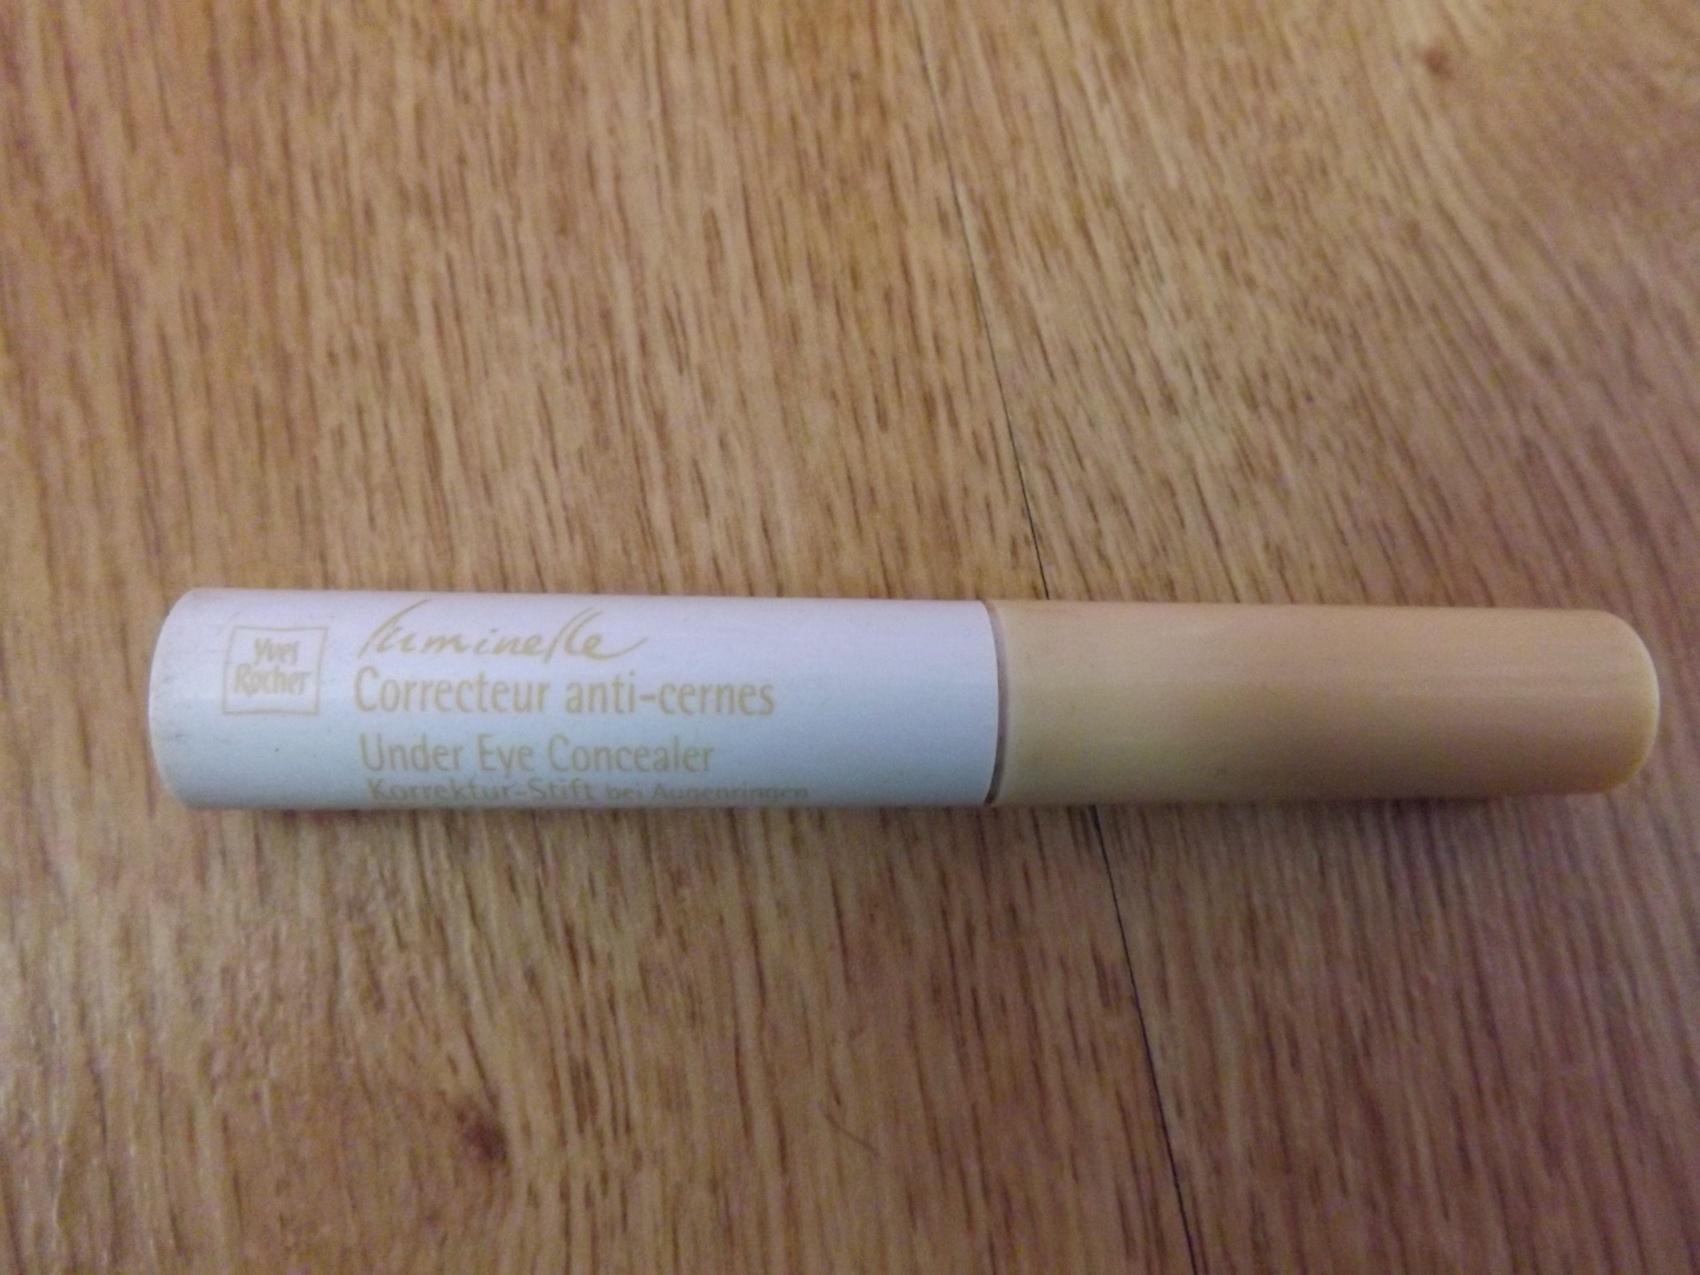 Yves
Rocher
luminelle
Correcteur anti-cernes
Under Eye Concealer
Korrektur-Stift bei Augenringen